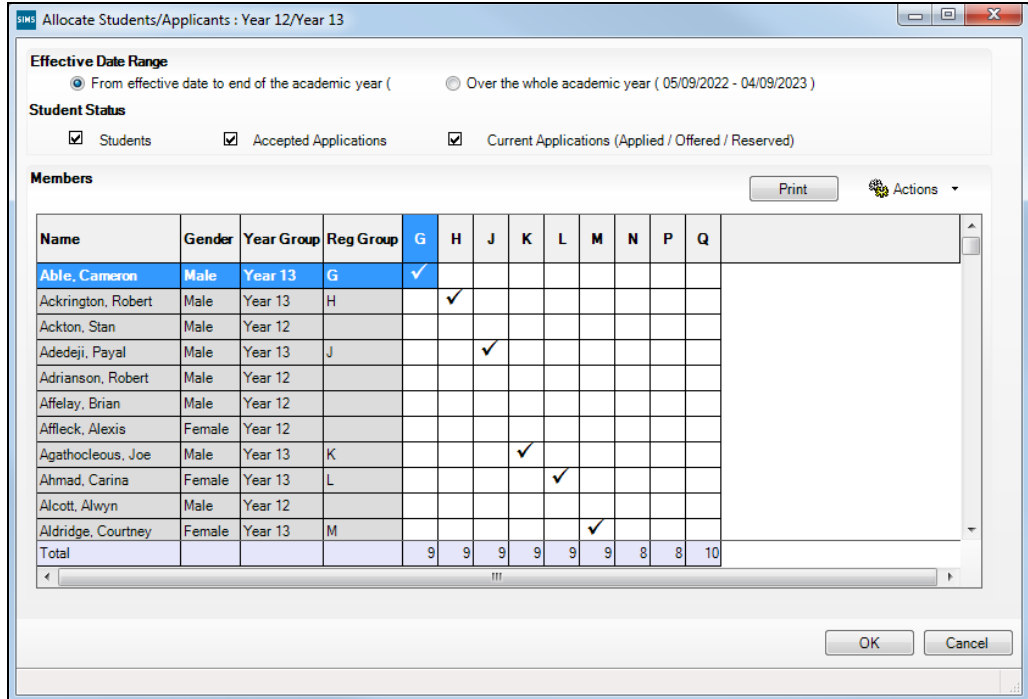 SIMS Allocate Students/Applicants : Year 12/Year 13
Effective Date Range
From effective date to end of the academic year ( Over the whole academic year ( 05/09/2022 - 04/09/2023 )
Student Status
Students Accepted Applications Current Applications (Applied / Offered / Reserved)
Members
Print Actions
Name Gender Year Group Reg Group G H J K L M N P Q
Able, Cameron Male Year 13 G
Ackrington, Robert Male Year 13 H
Ackton, Stan Male Year 12
Adedeji, Payal Male Year 13 J
Adrianson, Robert Male Year 12
Affelay, Brian Male Year 12
Affleck, Alexis Female Year 12
Agathocleous, Joe Male Year 13 K
Ahmad, Carina Female Year 13 L
Alcott, Alwyn Male Year 12
Aldridge, Courtney Female Year 13 M
Total 9 9 9 9 9 9 8 8 10
OK Cancel